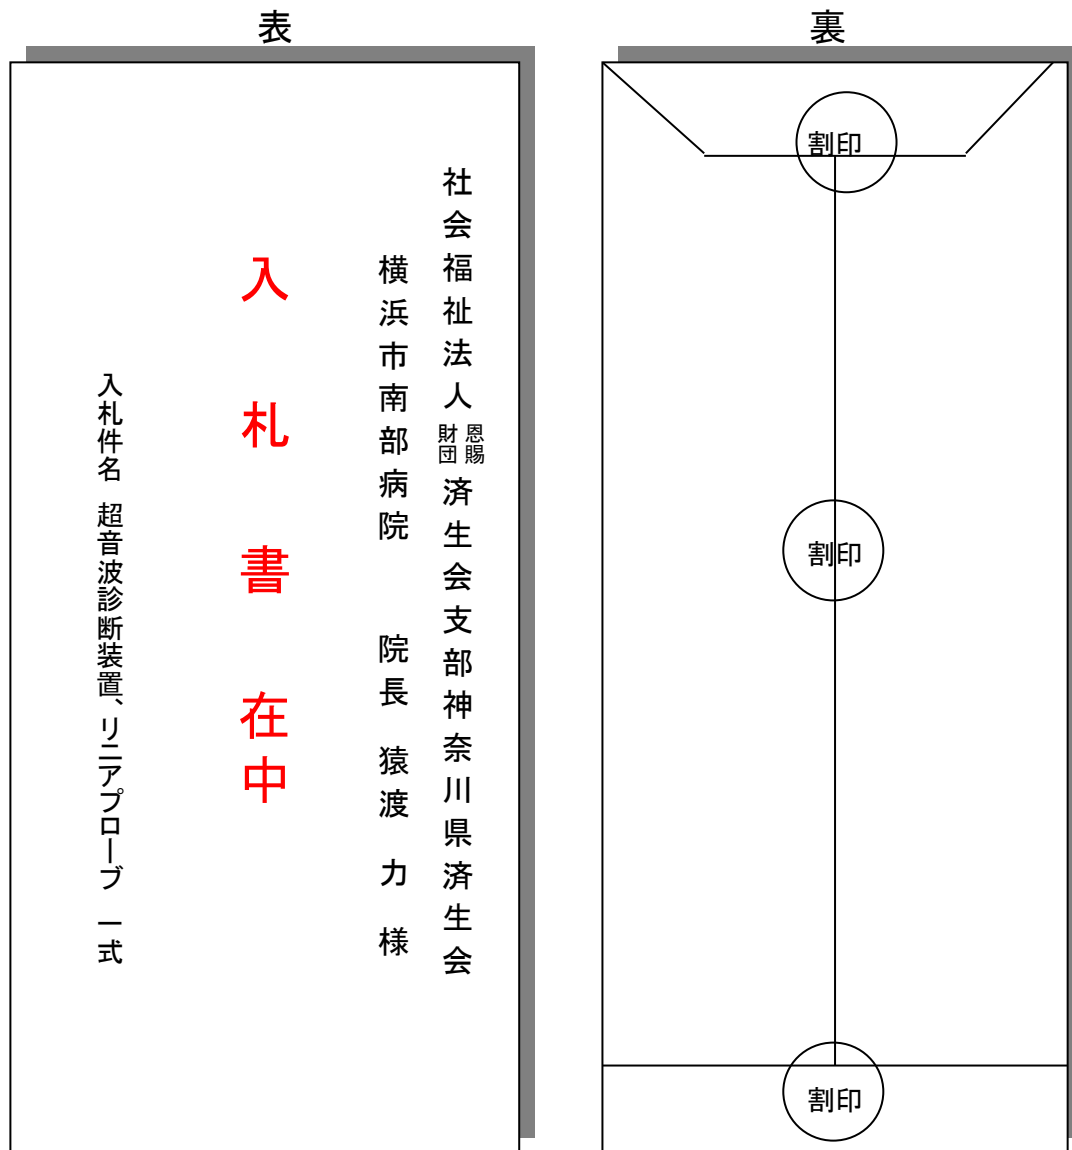 表
社会福祉法人恩賜財団済生会支部神奈川県済生会
横浜市南部病院 院長 猿渡 力 様
入札書在中
入札件名 超音波診断装置、リニアプローブ 一式
裏
割印
割印
割印